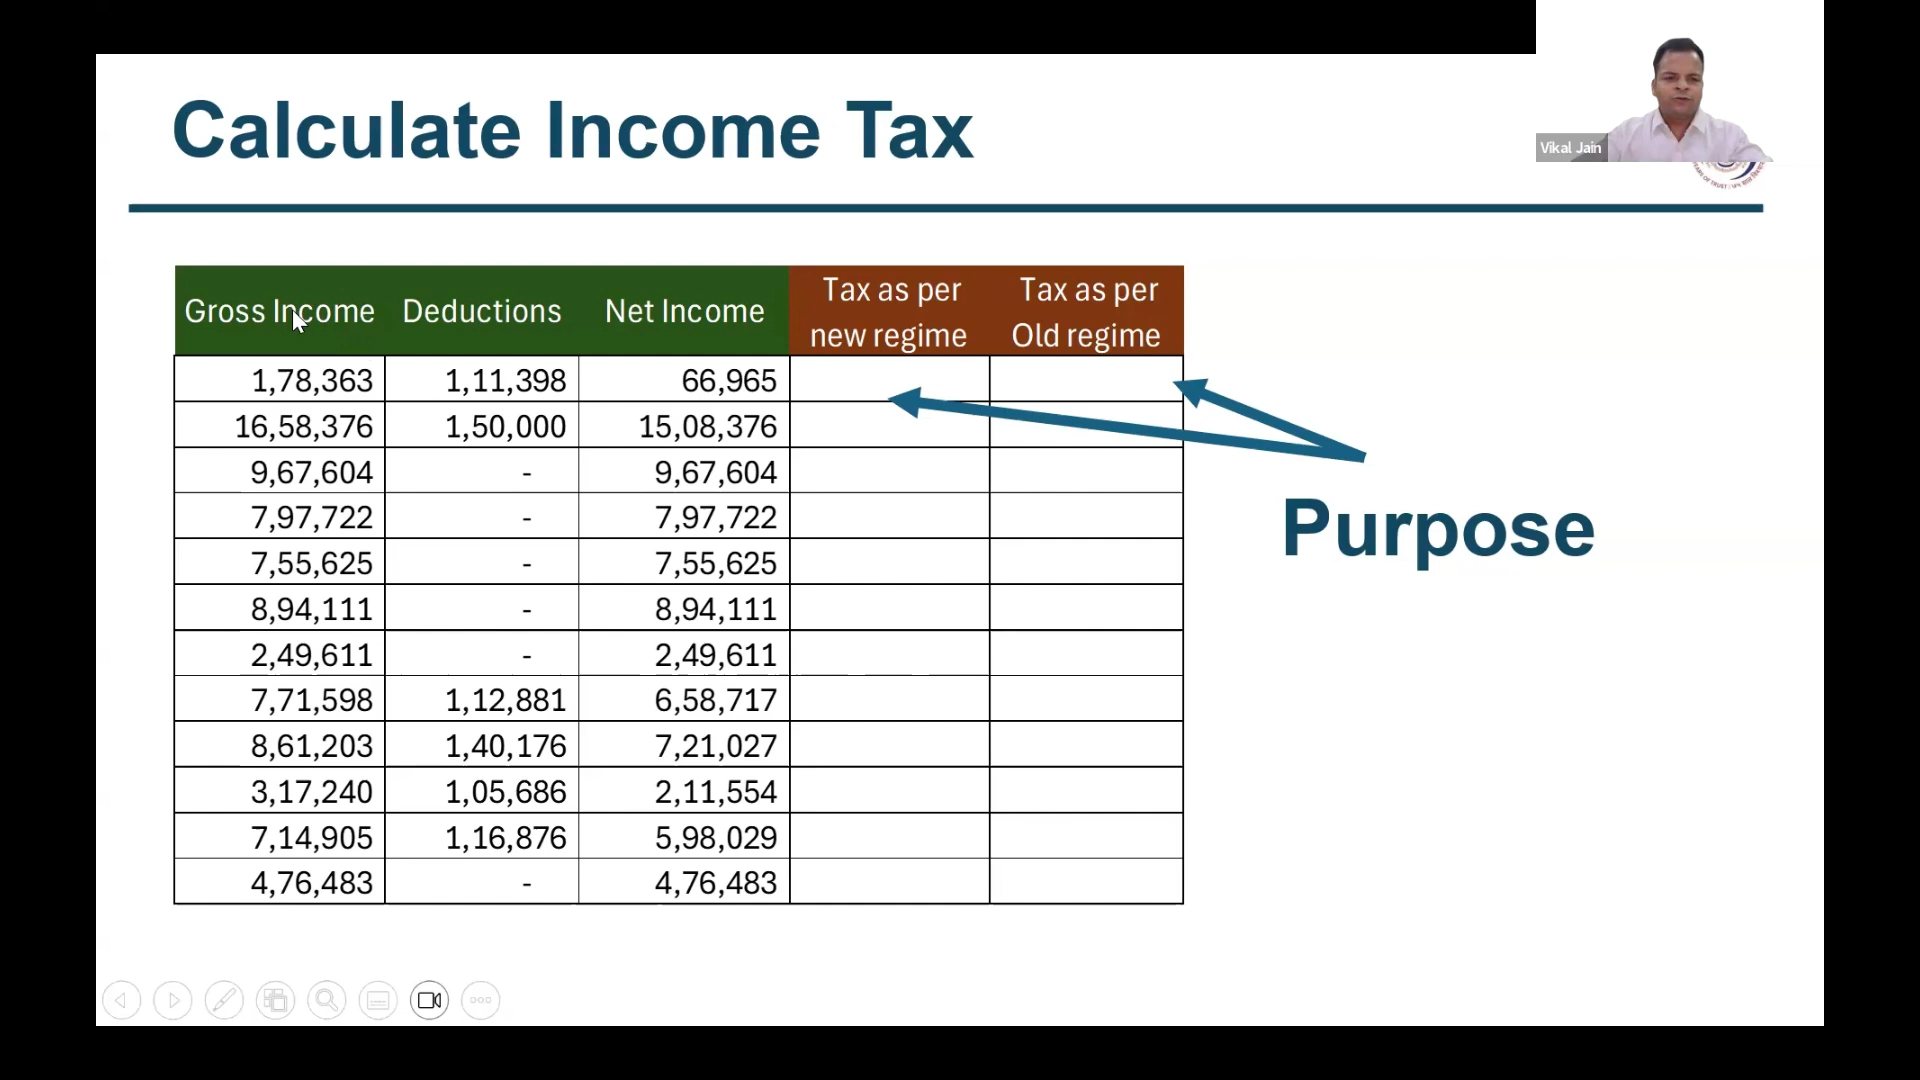 Calculate Income Tax
Vikal Jain
Gross Income Deductions Net Income Tax as per new regime Tax as per Old regime
1,78,363 1,11,398 66,965
16,58,376 1,50,000 15,08,376
9,67,604 - 9,67,604
7,97,722 - 7,97,722
7,55,625 - 7,55,625
8,94,111 - 8,94,111
2,49,611 - 2,49,611
7,71,598 1,12,881 6,58,717
8,61,203 1,40,176 7,21,027
3,17,240 1,05,686 2,11,554
7,14,905 1,16,876 5,98,029
4,76,483 - 4,76,483
Purpose